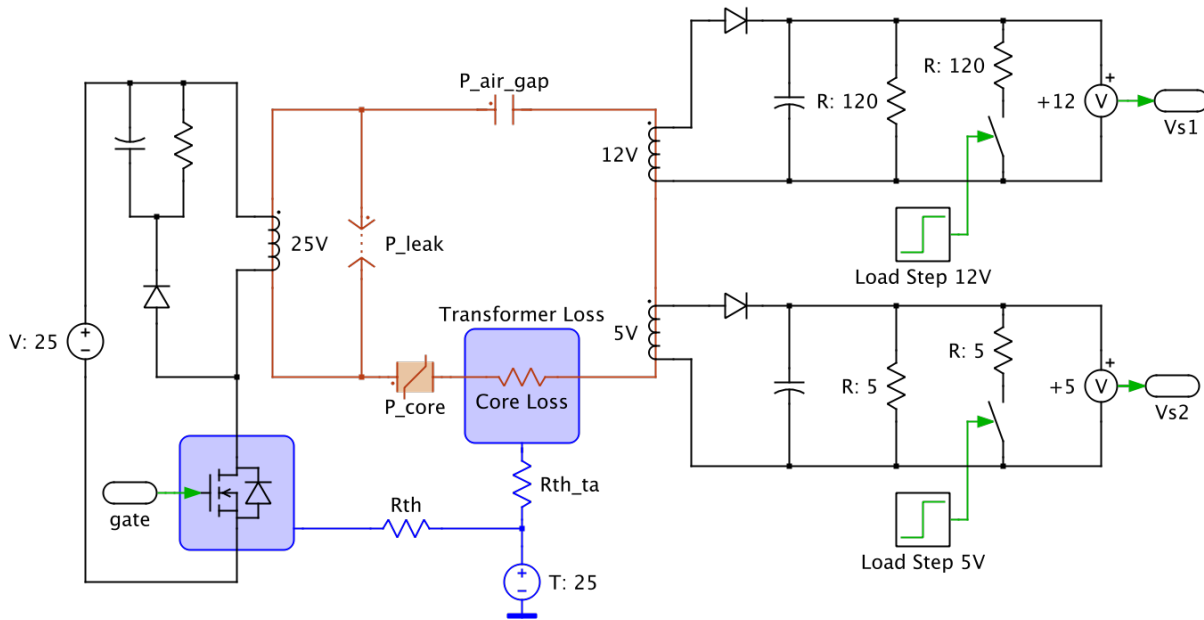 P_air_gap
R: 120
R: 120
+
+12
V
Vs1
12V
25V
P_leak
Load Step 12V
Transformer Loss
5V
V: 25
+
−
R: 5
R: 5
+
+5
V
Vs2
P_core
Core Loss
Rth_ta
gate
Rth
Load Step 5V
+
−
T: 25